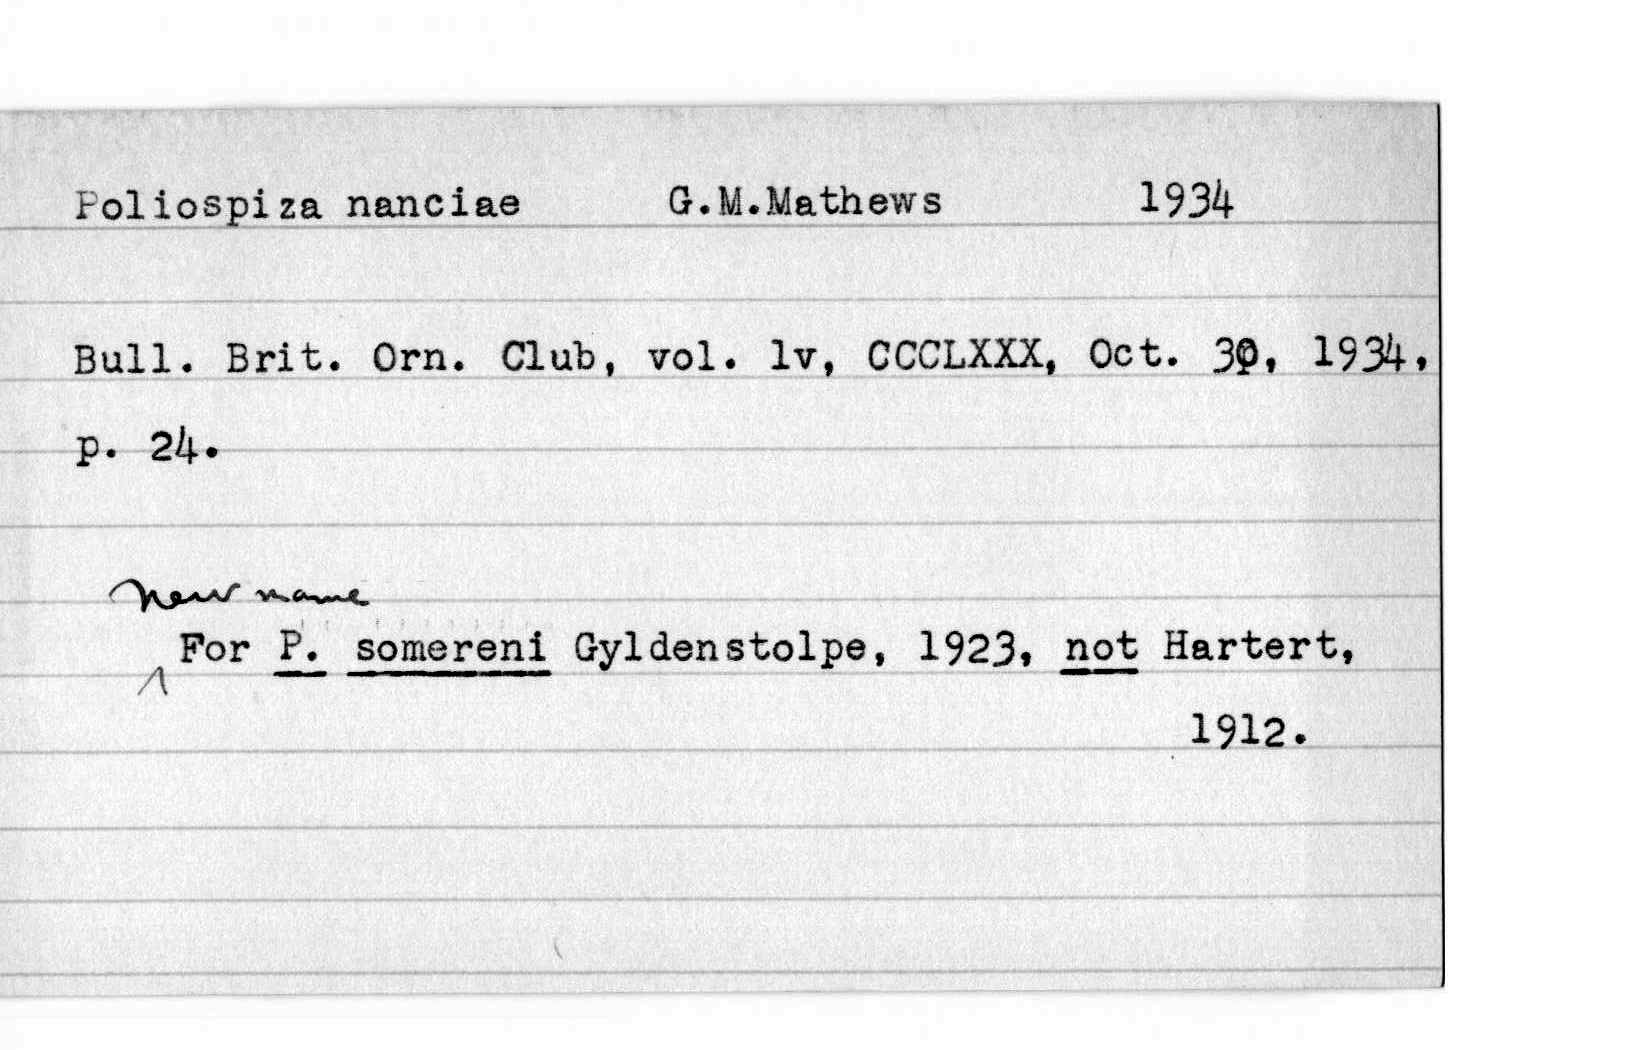 Poliospiza nanciae G.M.Mathews 1934
Bull. Brit. Orn. Club, vol. lv, CCCLXXX, Oct. 30, 1934,
p. 24.
New name
For P. somereni Gyldenstolpe, 1923, not Hartert,
1912.